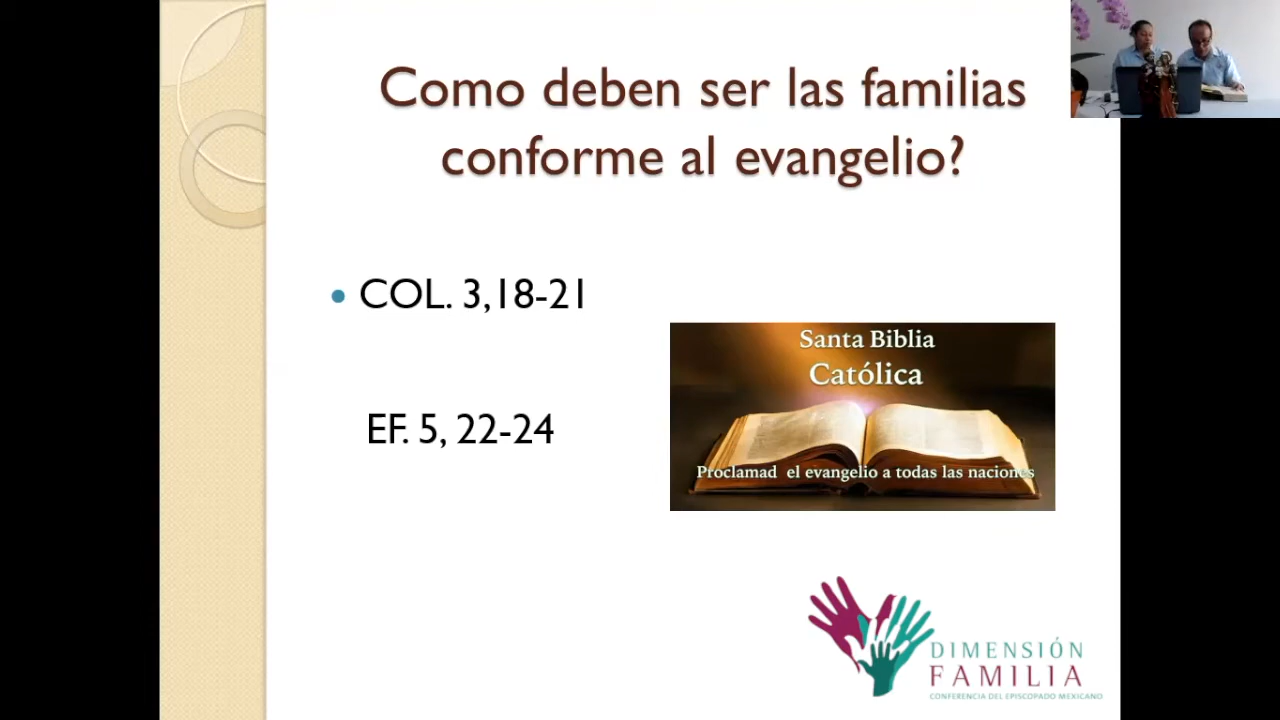 Como deben ser las familias
conforme al evangelio?
COL. 3,18-21
EF. 5, 22-24
Santa Biblia
Católica
Proclamad el evangelio a todas las naciones
DIMENSIÓN
FAMILIA
CONFERENCIA DEL EPISCOPADO MEXICANO